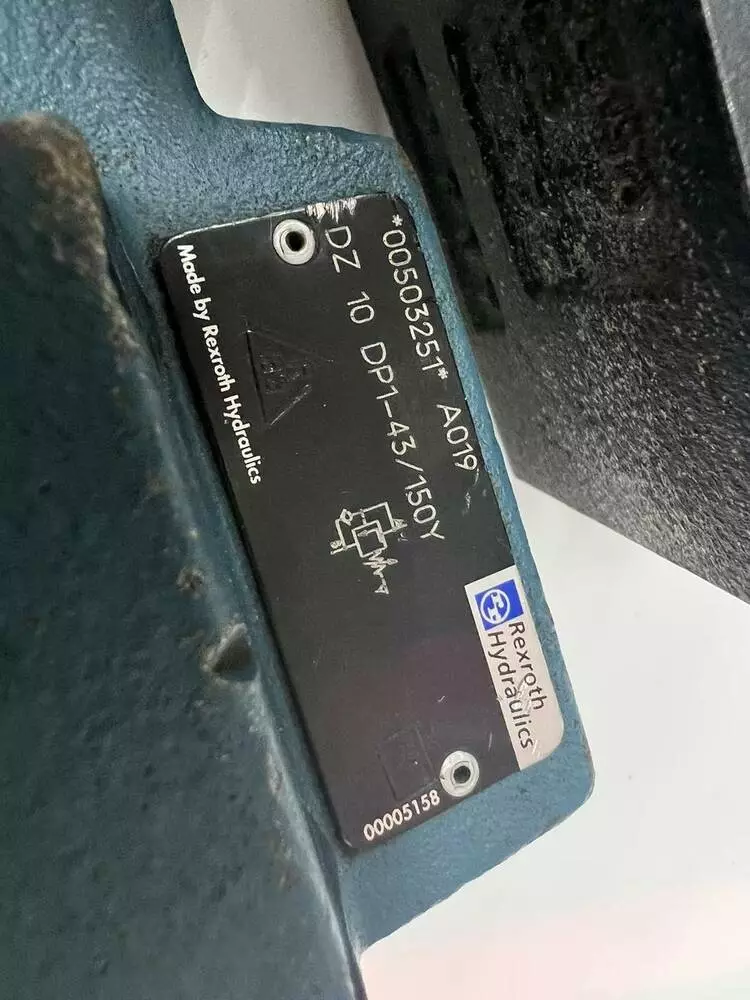 *00503251* A019
DZ 10 DP1-43/150Y
Made by Rexroth Hydraulics
Rexroth
Hydraulics
00005158